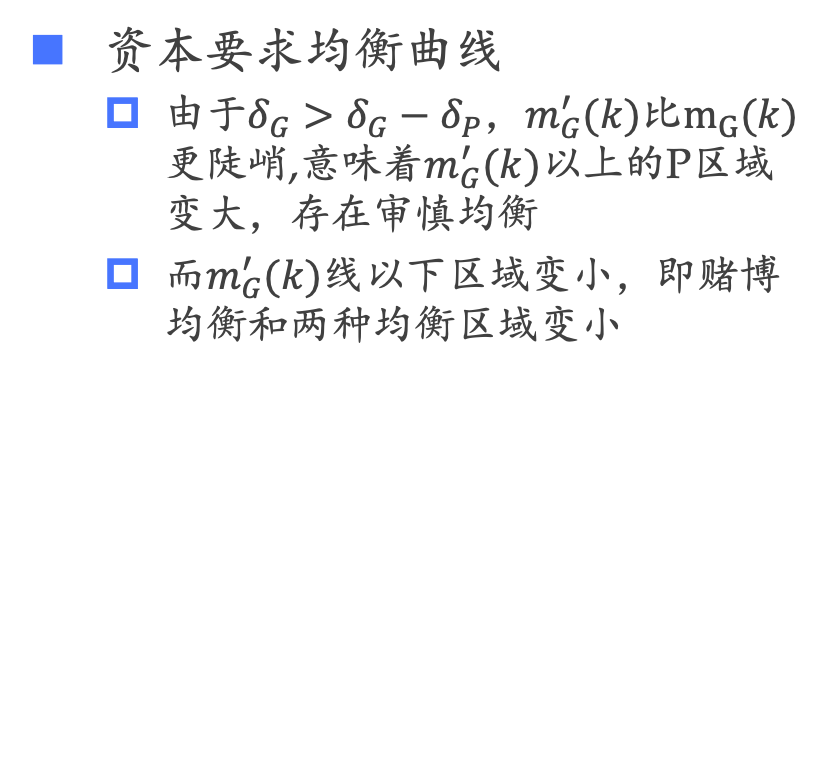 资本要求均衡曲线
由于δ_G > δ_G − δ_P，m′_G(k)比m_G(k)
更陡峭,意味着m′_G(k)以上的P区域
变大，存在审慎均衡
而m′_G(k)线以下区域变小，即赌博
均衡和两种均衡区域变小